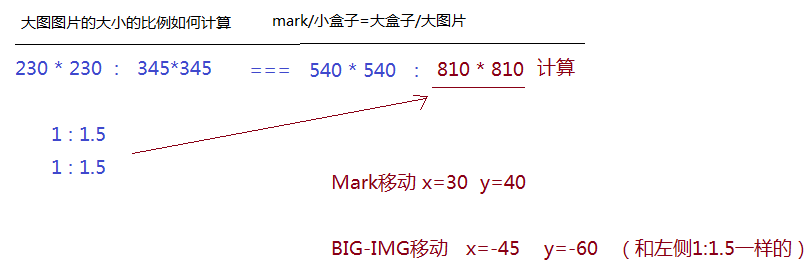 大图图片的大小的比例如何计算 mark/小盒子=大盒子/大图片
230 * 230 : 345*345 === 540 * 540 : 810 * 810 计算
1 : 1.5
1 : 1.5
Mark移动 x=30 y=40
BIG-IMG移动 x=-45 y=-60 （和左侧1:1.5一样的）